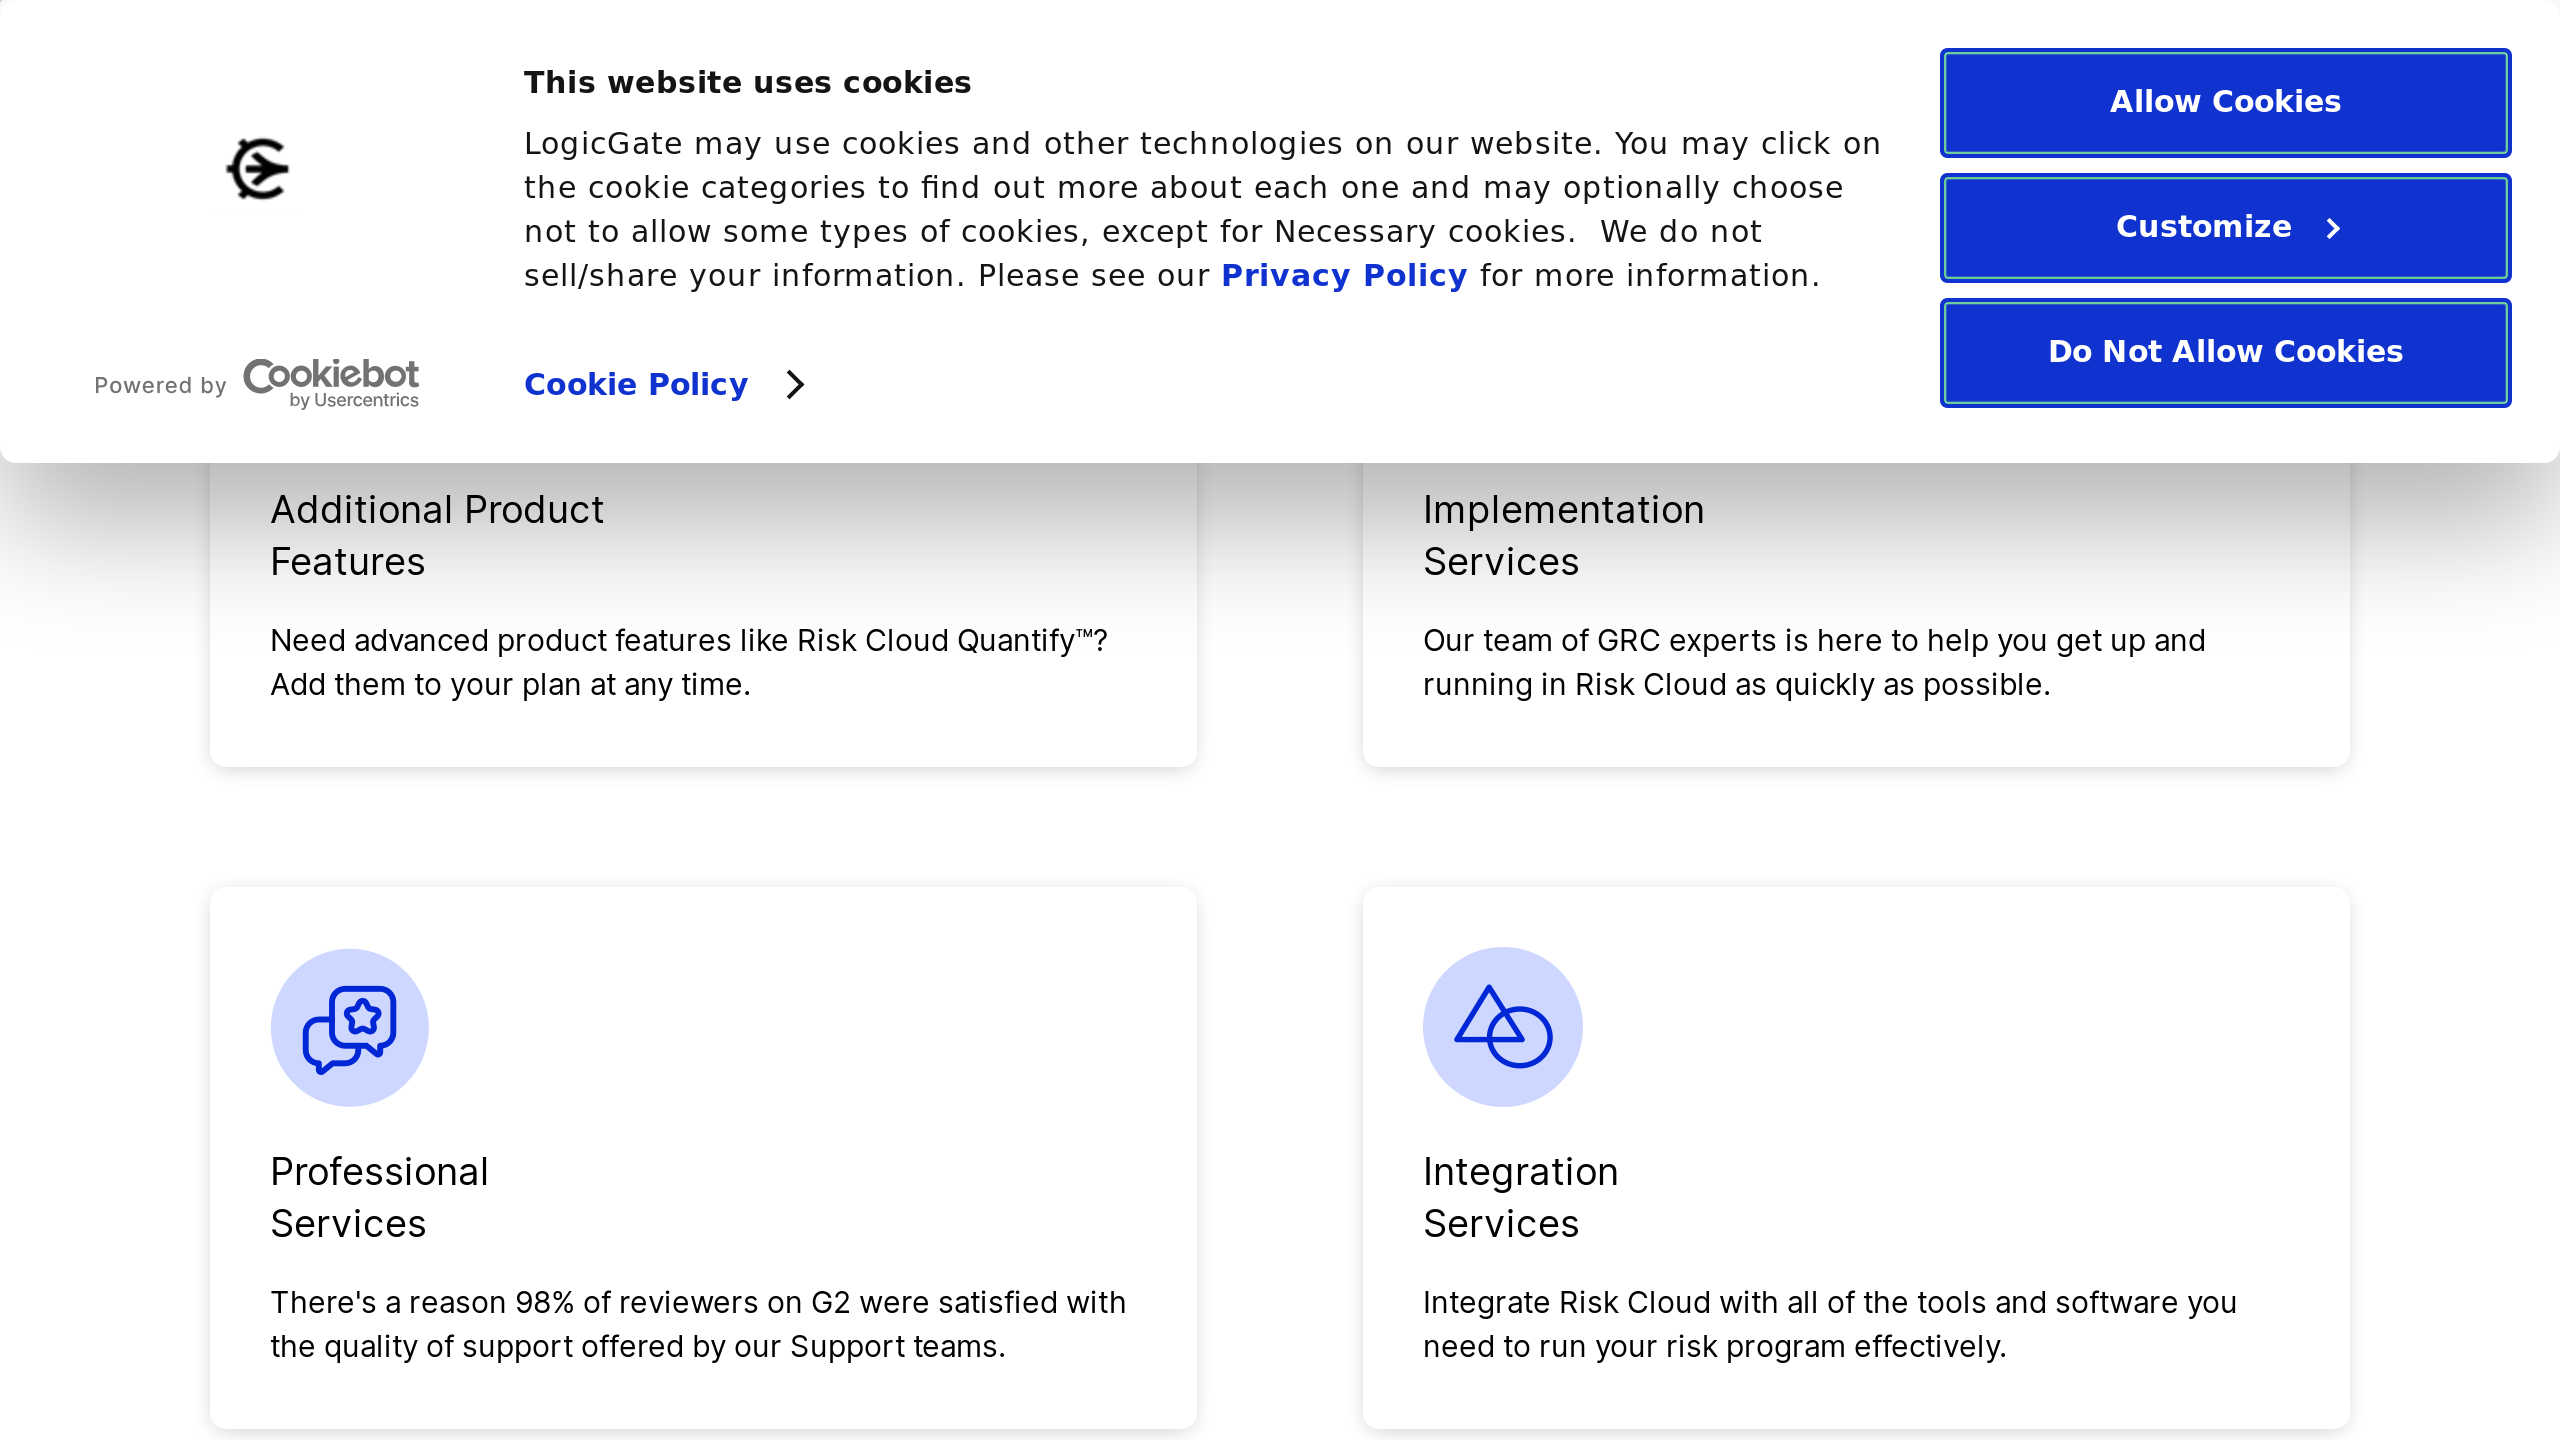 This website uses cookies
LogicGate may use cookies and other technologies on our website. You may click on
the cookie categories to find out more about each one and may optionally choose
not to allow some types of cookies, except for Necessary cookies.  We do not
sell/share your information. Please see our Privacy Policy for more information.
Powered by Cookiebot
by Usercentrics
Cookie Policy
Allow Cookies
Customize
Do Not Allow Cookies
Additional Product
Features
Need advanced product features like Risk Cloud Quantify™?
Add them to your plan at any time.
Implementation
Services
Our team of GRC experts is here to help you get up and
running in Risk Cloud as quickly as possible.
Professional
Services
There's a reason 98% of reviewers on G2 were satisfied with
the quality of support offered by our Support teams.
Integration
Services
Integrate Risk Cloud with all of the tools and software you
need to run your risk program effectively.